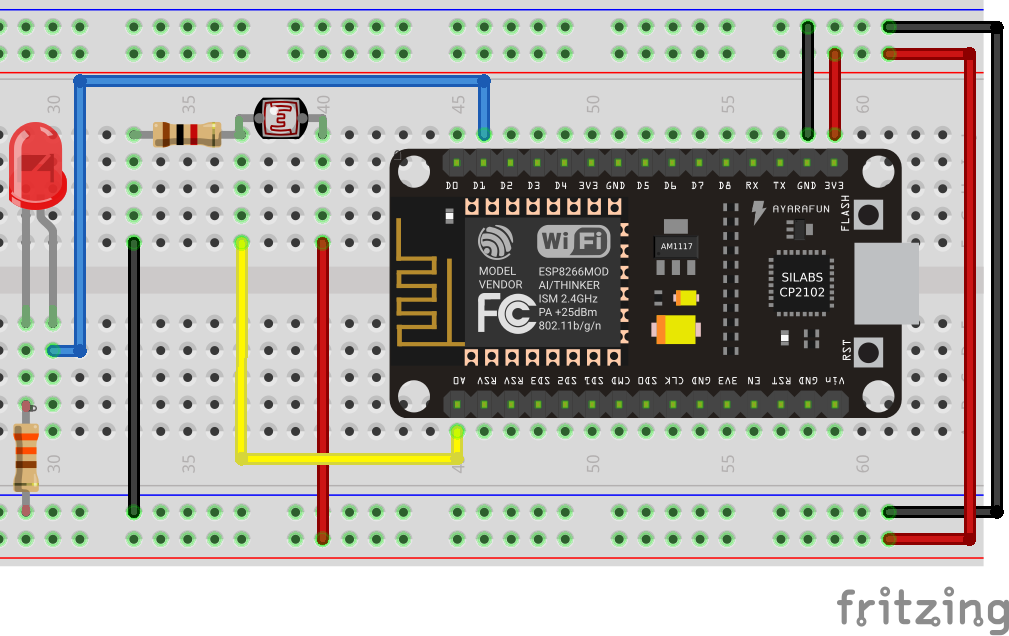 30 35 40 45 50 55 60
D0 D1 D2 D3 D4 3V3 GND D5 D6 D7 D8 RX TX GND 3V3
FLASH
AYARAFUN
WiFi
AM1117
MODEL
VENDOR
ESP8266MOD
AI/THINKER
ISM 2.4GHz
PA +25dBm
802.11b/g/n
FC
SILABS
CP2102
RST
A0 RSV RSV SD3 SD2 SD1 CMD SD0 CLK GND 3V3 EN RST GND Vin
30 35 45 50 55 60
fritzing